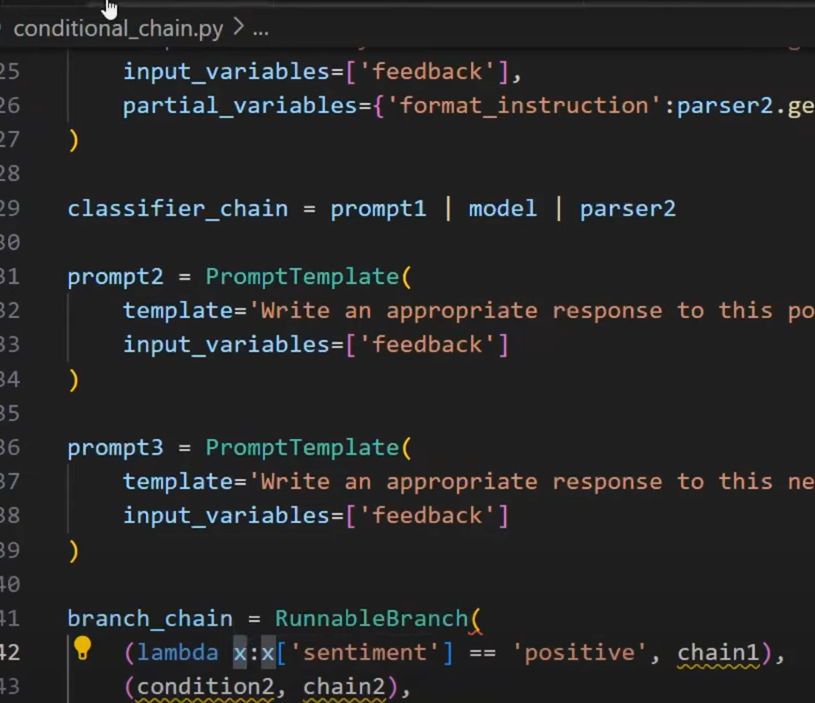 conditional_chain.py > ...
25 input_variables=['feedback'],
26 partial_variables={'format_instruction':parser2.ge
27 )
28
29 classifier_chain = prompt1 | model | parser2
30
31 prompt2 = PromptTemplate(
32 template='Write an appropriate response to this po
33 input_variables=['feedback']
34 )
35
36 prompt3 = PromptTemplate(
37 template='Write an appropriate response to this ne
38 input_variables=['feedback']
39 )
40
41 branch_chain = RunnableBranch(
42 (lambda x:x['sentiment'] == 'positive', chain1),
43 (condition2, chain2),